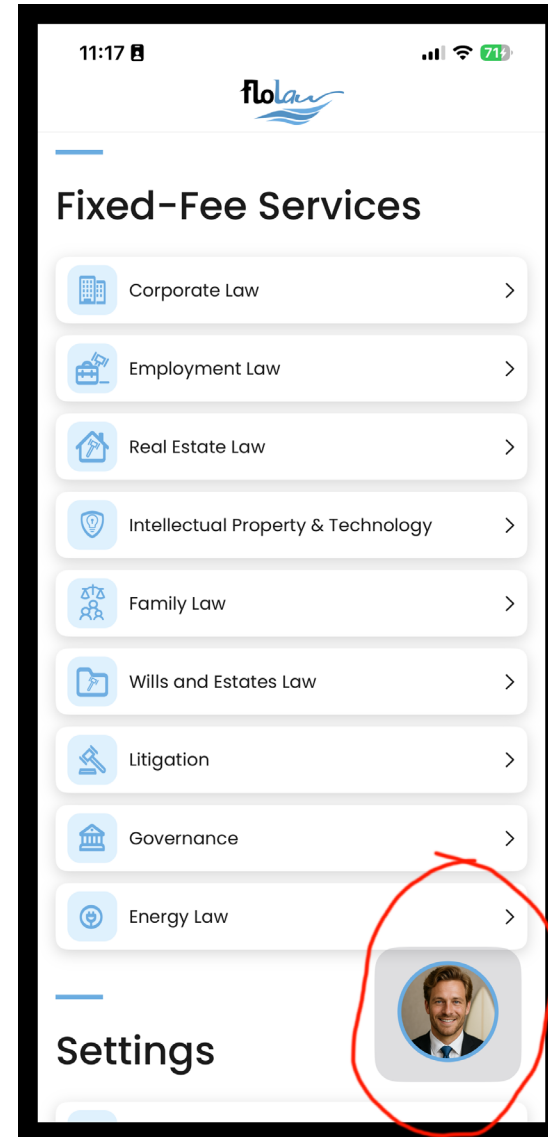 11:17
71
flolaw
Fixed-Fee Services
Corporate Law
Employment Law
Real Estate Law
Intellectual Property & Technology
Family Law
Wills and Estates Law
Litigation
Governance
Energy Law
Settings